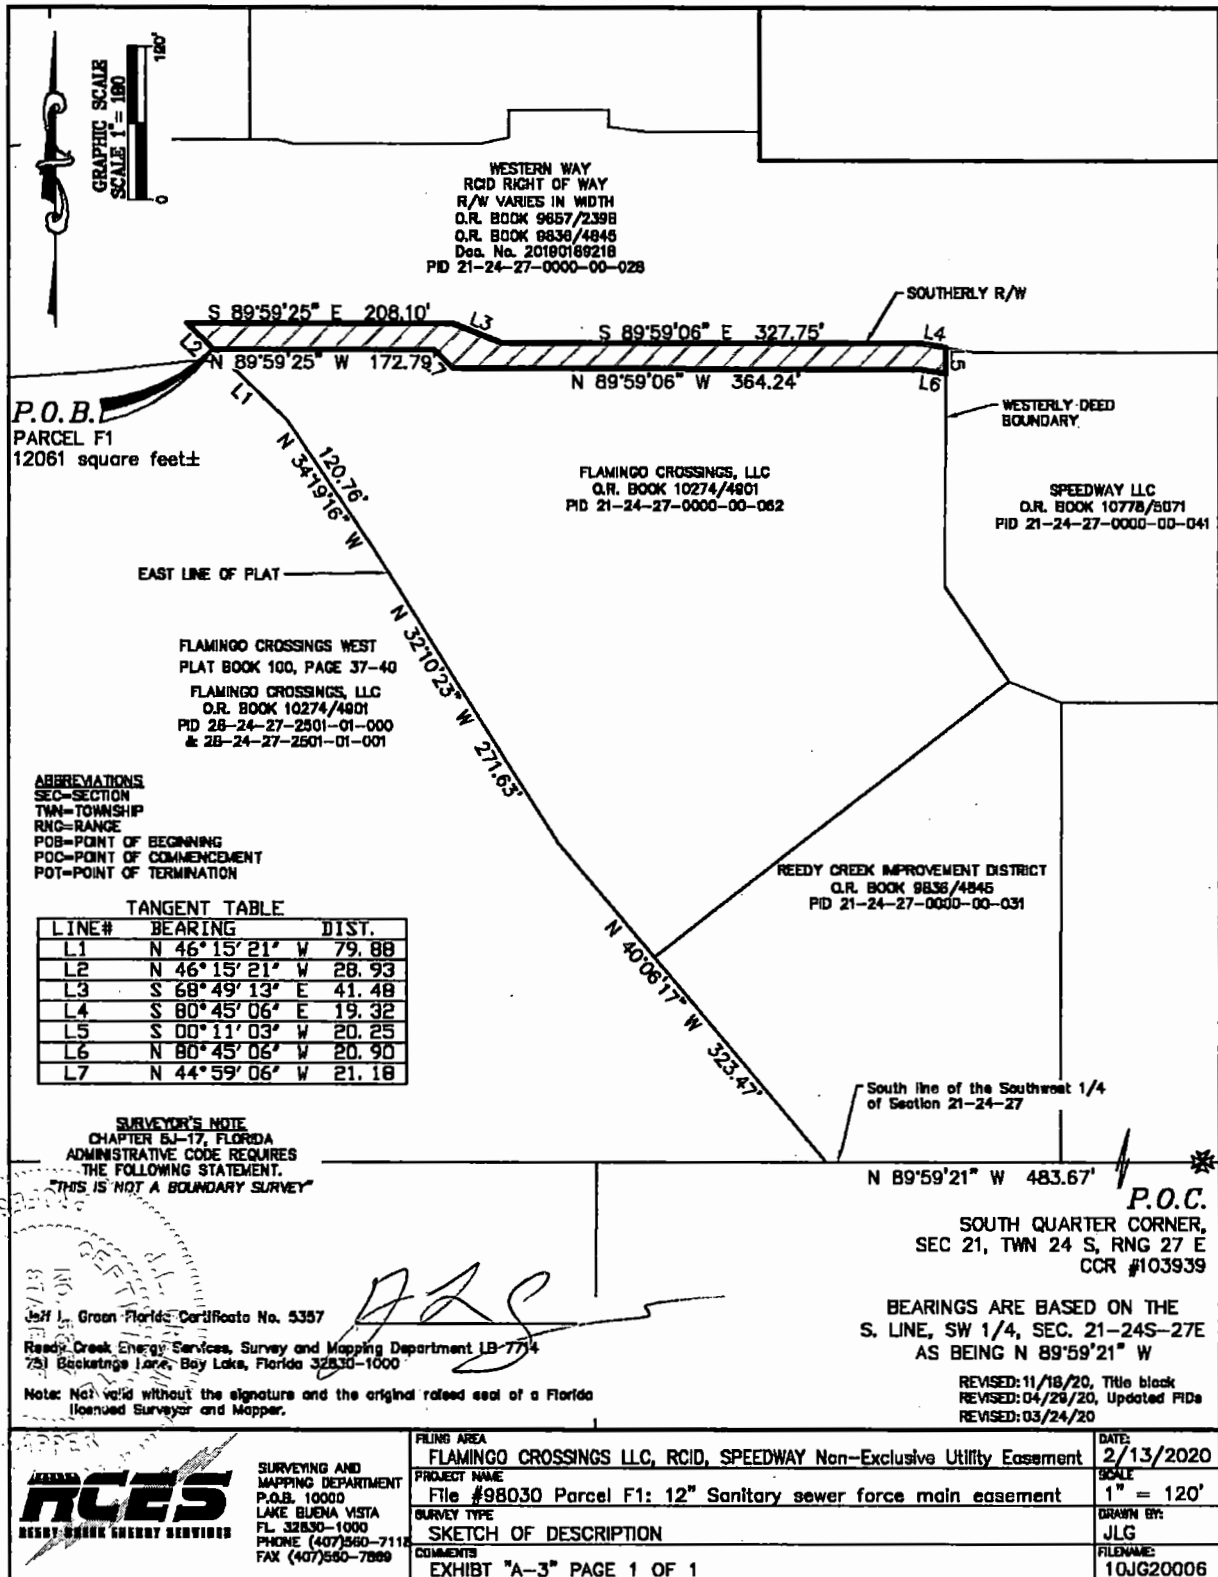 GRAPHIC SCALE
SCALE 1" = 120
120'
0
WESTERN WAY
RCID RIGHT OF WAY
R/W VARIES IN WIDTH
O.R. BOOK 9657/2398
O.R. BOOK 9836/4845
Doc. No. 20190189218
PID 21-24-27-0000-00-028
SOUTHERLY R/W
S 89°59'25" E 208.10'
L3
S 89°59'06" E 327.75'
L4
L2
N 89°59'25" W 172.79'
L7
N 89°59'06" W 364.24'
L6
L5
L1
P.O.B.
PARCEL F1
12061 square feet±
WESTERLY DEED
BOUNDARY
N 34°19'16" W
120.76'
FLAMINGO CROSSINGS, LLC
O.R. BOOK 10274/4901
PID 21-24-27-0000-00-062
SPEEDWAY LLC
O.R. BOOK 10778/5071
PID 21-24-27-0000-00-041
EAST LINE OF PLAT
N 32°10'23" W 271.63'
FLAMINGO CROSSINGS WEST
PLAT BOOK 100, PAGE 37-40
FLAMINGO CROSSINGS, LLC
O.R. BOOK 10274/4901
PID 28-24-27-2501-01-000
& 28-24-27-2501-01-001
ABBREVIATIONS
SEC=SECTION
TWN=TOWNSHIP
RNG=RANGE
POB=POINT OF BEGINNING
POC=POINT OF COMMENCEMENT
POT=POINT OF TERMINATION
REEDY CREEK IMPROVEMENT DISTRICT
O.R. BOOK 9836/4845
PID 21-24-27-0000-00-031
TANGENT TABLE
LINE# BEARING DIST.
L1 N 46°15'21" W 79.88
L2 N 46°15'21" W 28.93
L3 S 68°49'13" E 41.48
L4 S 80°45'06" E 19.32
L5 S 00°11'03" W 20.25
L6 N 80°45'06" W 20.90
L7 N 44°59'06" W 21.18
N 40°06'17" W 323.47'
South line of the Southwest 1/4
of Section 21-24-27
SURVEYOR'S NOTE
CHAPTER 5J-17, FLORIDA
ADMINISTRATIVE CODE REQUIRES
THE FOLLOWING STATEMENT.
"THIS IS NOT A BOUNDARY SURVEY"
N 89°59'21" W 483.67'
P.O.C.
SOUTH QUARTER CORNER,
SEC 21, TWN 24 S, RNG 27 E
CCR #103939
Jeff L. Green Florida Certificate No. 5357
Reedy Creek Energy Services, Survey and Mapping Department LB-7714
751 Backstage Lane, Bay Lake, Florida 32830-1000
Note: Not valid without the signature and the original raised seal of a Florida
licensed Surveyor and Mapper.
BEARINGS ARE BASED ON THE
S. LINE, SW 1/4, SEC. 21-24S-27E
AS BEING N 89°59'21" W
REVISED: 11/18/20, Title block
REVISED: 04/29/20, Updated PIDs
REVISED: 03/24/20
RCES
REEDY CREEK ENERGY SERVICES
SURVEYING AND
MAPPING DEPARTMENT
P.O.B. 10000
LAKE BUENA VISTA
FL. 32830-1000
PHONE (407)560-7118
FAX (407)560-7899
FILING AREA
FLAMINGO CROSSINGS LLC, RCID, SPEEDWAY Non-Exclusive Utility Easement
PROJECT NAME
File #98030 Parcel F1: 12" Sanitary sewer force main easement
SURVEY TYPE
SKETCH OF DESCRIPTION
COMMENTS
EXHIBT "A-3" PAGE 1 OF 1
DATE:
2/13/2020
SCALE
1" = 120'
DRAWN BY:
JLG
FILENAME:
10JG20006